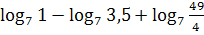 log₇ 1 − log₇ 3,5 + log₇ 49/4